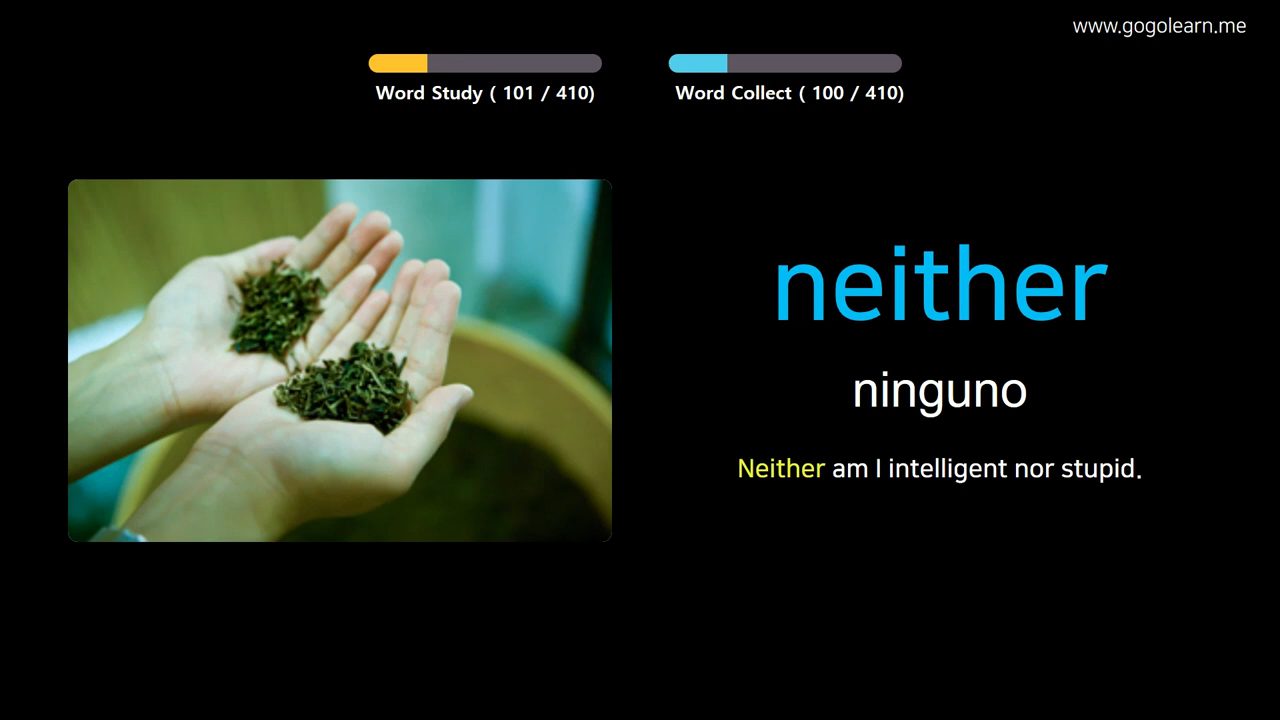 www.gogolearn.me
Word Study ( 101 / 410)
Word Collect ( 100 / 410)
neither
ninguno
Neither am I intelligent nor stupid.